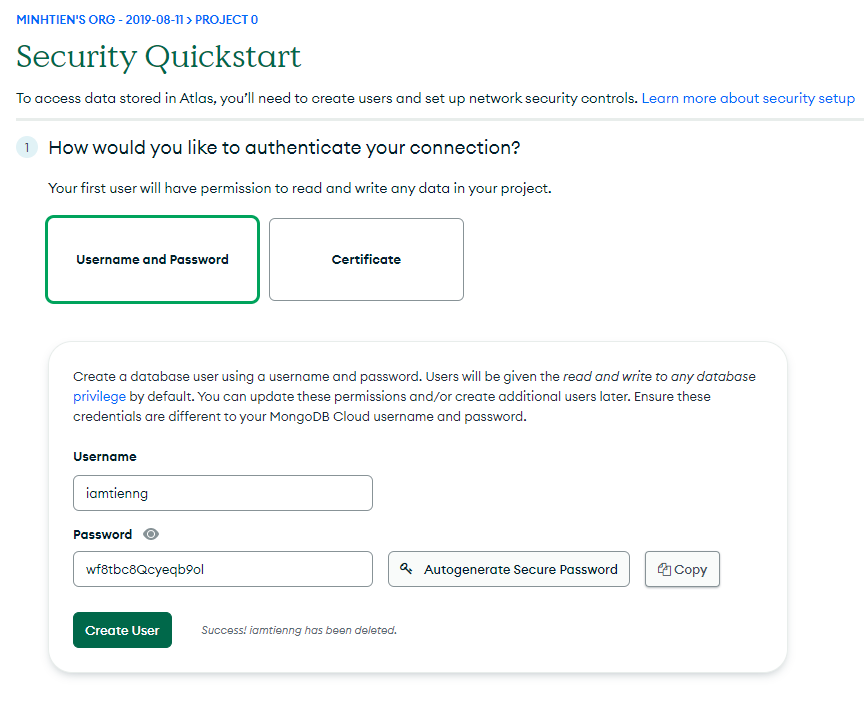 MINHTIEN'S ORG - 2019-08-11 > PROJECT 0
Security Quickstart
To access data stored in Atlas, you'll need to create users and set up network security controls. Learn more about security setup
1 How would you like to authenticate your connection?
Your first user will have permission to read and write any data in your project.
Username and Password Certificate
Create a database user using a username and password. Users will be given the read and write to any database
privilege by default. You can update these permissions and/or create additional users later. Ensure these
credentials are different to your MongoDB Cloud username and password.
Username
iamtienng
Password
wf8tbc8Qcyeqb9ol Autogenerate Secure Password Copy
Create User Success! iamtienng has been deleted.